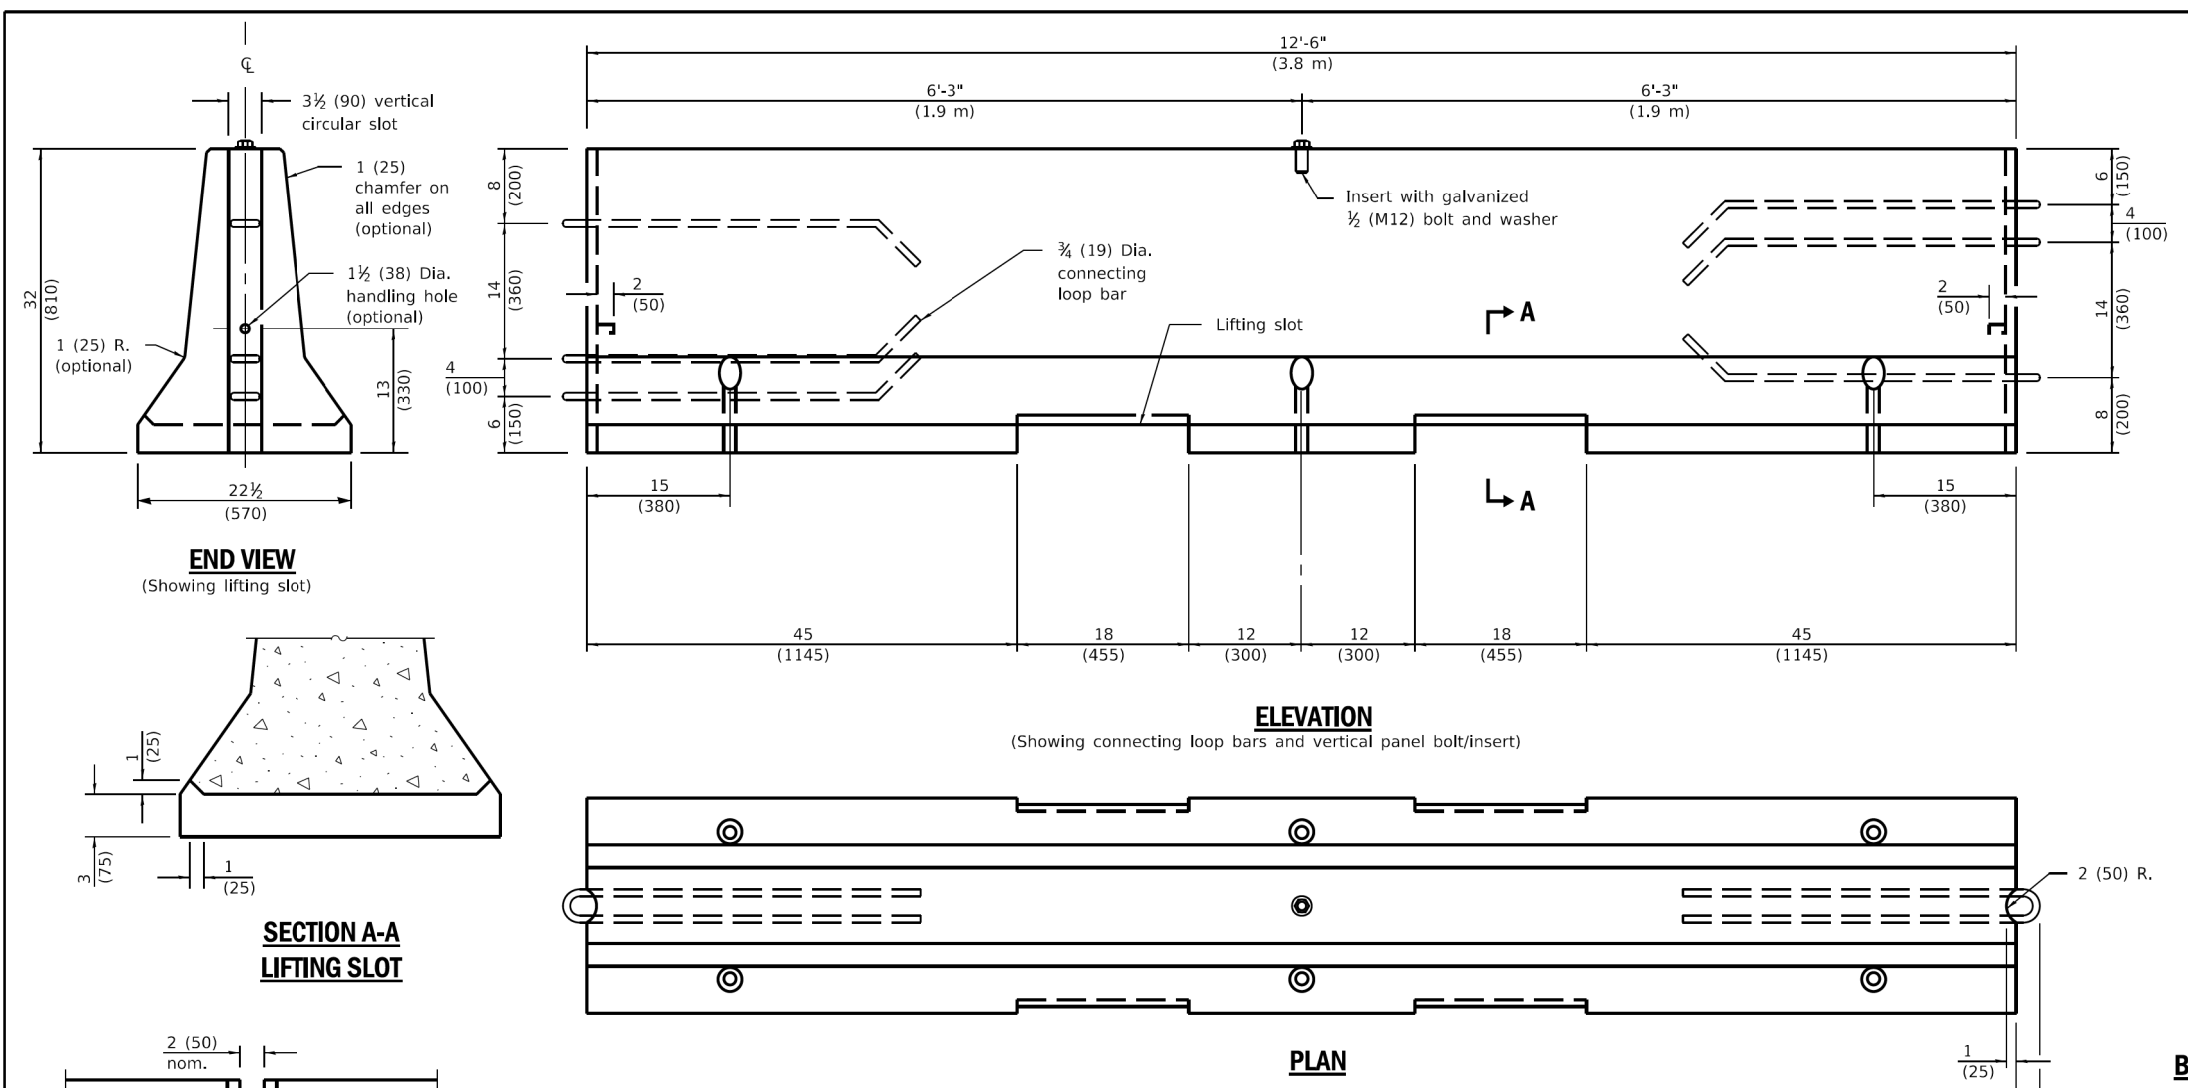 ℄
3½ (90) vertical
circular slot
1 (25)
chamfer on
all edges
(optional)
1½ (38) Dia.
handling hole
(optional)
1 (25) R.
(optional)
32
(810)
13
(330)
22½
(570)
END VIEW
(Showing lifting slot)
12'-6"
(3.8 m)
6'-3"
(1.9 m)
6'-3"
(1.9 m)
8
(200)
14
(360)
4
(100)
6
(150)
2
(50)
Insert with galvanized
½ (M12) bolt and washer
¾ (19) Dia.
connecting
loop bar
Lifting slot
A
A
6
(150)
4
(100)
14
(360)
8
(200)
2
(50)
15
(380)
15
(380)
45
(1145)
18
(455)
12
(300)
12
(300)
18
(455)
45
(1145)
ELEVATION
(Showing connecting loop bars and vertical panel bolt/insert)
1
(25)
3
(75)
1
(25)
SECTION A-A
LIFTING SLOT
2 (50) R.
1
(25)
PLAN
2 (50)
nom.